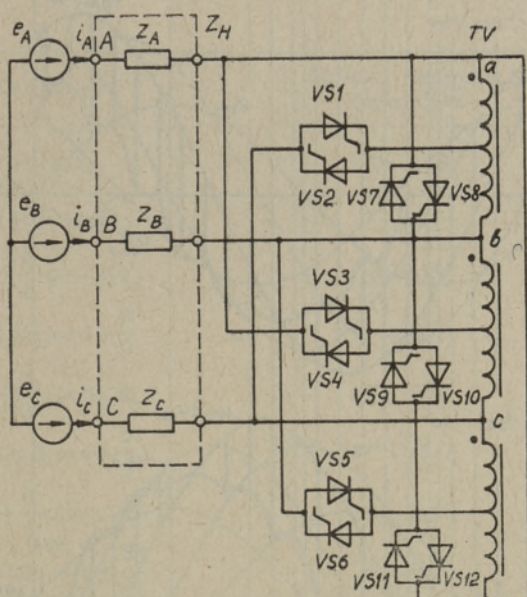 e_A i_A A Z_A Z_H TV
a
VS1
VS2 VS7 VS8
e_B i_B B Z_B в
VS3
VS4 VS9 VS10
e_C i_C C Z_C c
VS5
VS6
VS11 VS12